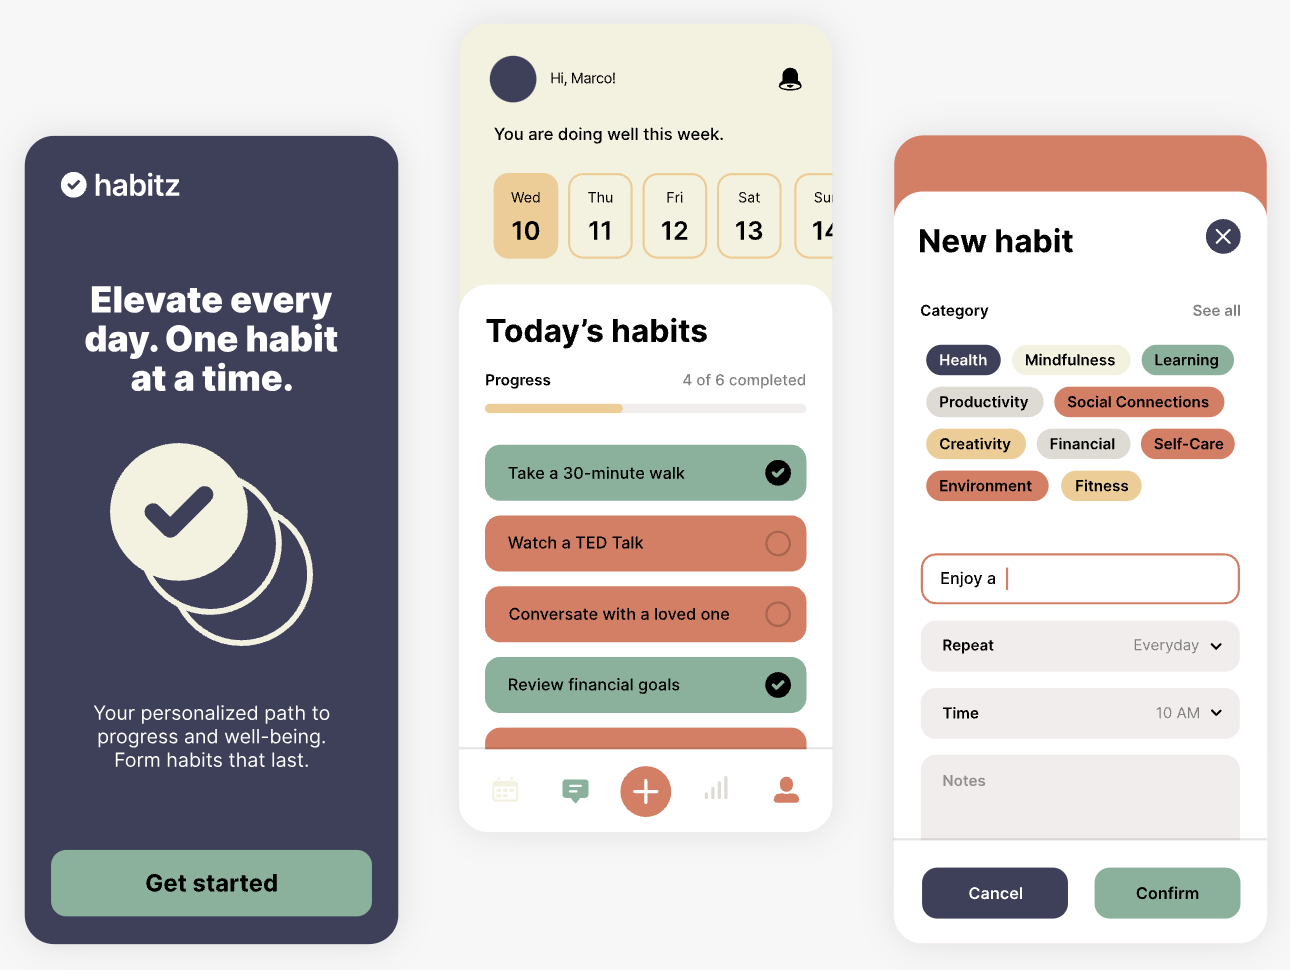 habitz
Elevate every
day. One habit
at a time.
Your personalized path to
progress and well-being.
Form habits that last.
Get started
Hi, Marco!
You are doing well this week.
Wed Thu Fri Sat Su
10 11 12 13 14
Today’s habits
Progress 4 of 6 completed
Take a 30-minute walk
Watch a TED Talk
Conversate with a loved one
Review financial goals
New habit
Category See all
Health Mindfulness Learning
Productivity Social Connections
Creativity Financial Self-Care
Environment Fitness
Enjoy a
Repeat Everyday
Time 10 AM
Notes
Cancel Confirm